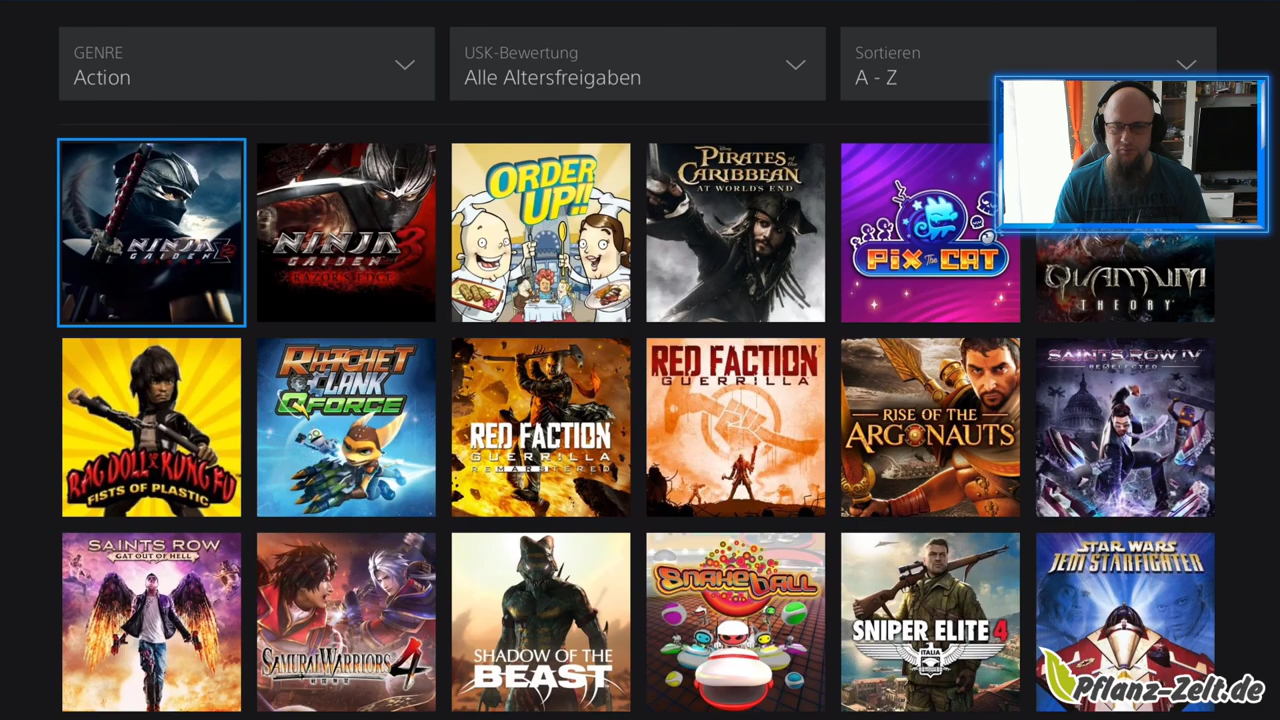 GENRE
Action
USK-Bewertung
Alle Altersfreigaben
Sortieren
A - Z
NINJA
GAIDEN Σ2
NINJA 3
GAIDEN
RAZOR'S EDGE
ORDER
UP!!
Disney
PIRATES of the
CARIBBEAN
AT WORLD'S END
PIX THE CAT
QUANTUM
THEORY
RAG DOLL KUNG FU
FISTS OF PLASTIC
RATCHET
CLANK
QFORCE
RED FACTION
GUERRILLA
RE-MARS-TERED
RED FACTION
GUERRILLA
RISE OF THE
ARGONAUTS
SAINTS ROW IV
RE-ELECTED
SAINTS ROW
GAT OUT OF HELL
SAMURAI WARRIORS 4
SHADOW OF THE
BEAST
SNAKEBALL
SNIPER ELITE 4
ITALIA
STAR WARS
JEDI STARFIGHTER
Pflanz-Zelt.de